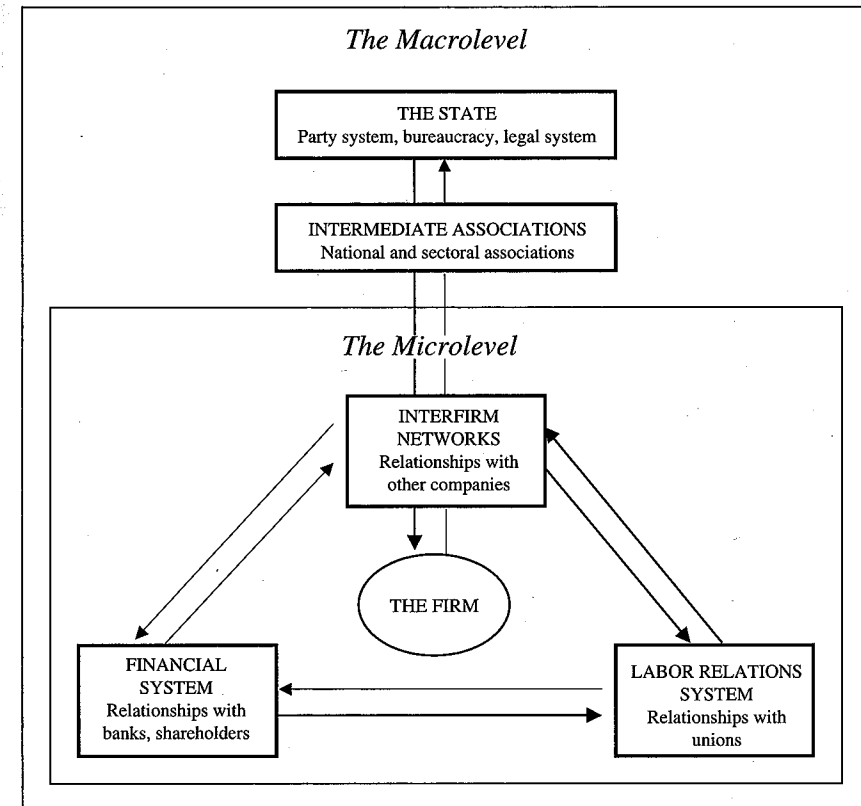 The Macrolevel
THE STATE
Party system, bureaucracy, legal system
INTERMEDIATE ASSOCIATIONS
National and sectoral associations
The Microlevel
INTERFIRM
NETWORKS
Relationships with
other companies
THE FIRM
FINANCIAL
SYSTEM
Relationships with
banks, shareholders
LABOR RELATIONS
SYSTEM
Relationships with
unions